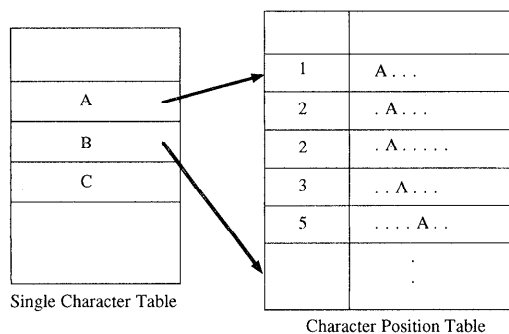 A
B
C
Single Character Table
1 A . . .
2 . A . . .
2 . A . . . . .
3 . . A . . .
5 . . . . A . .
.
.
Character Position Table